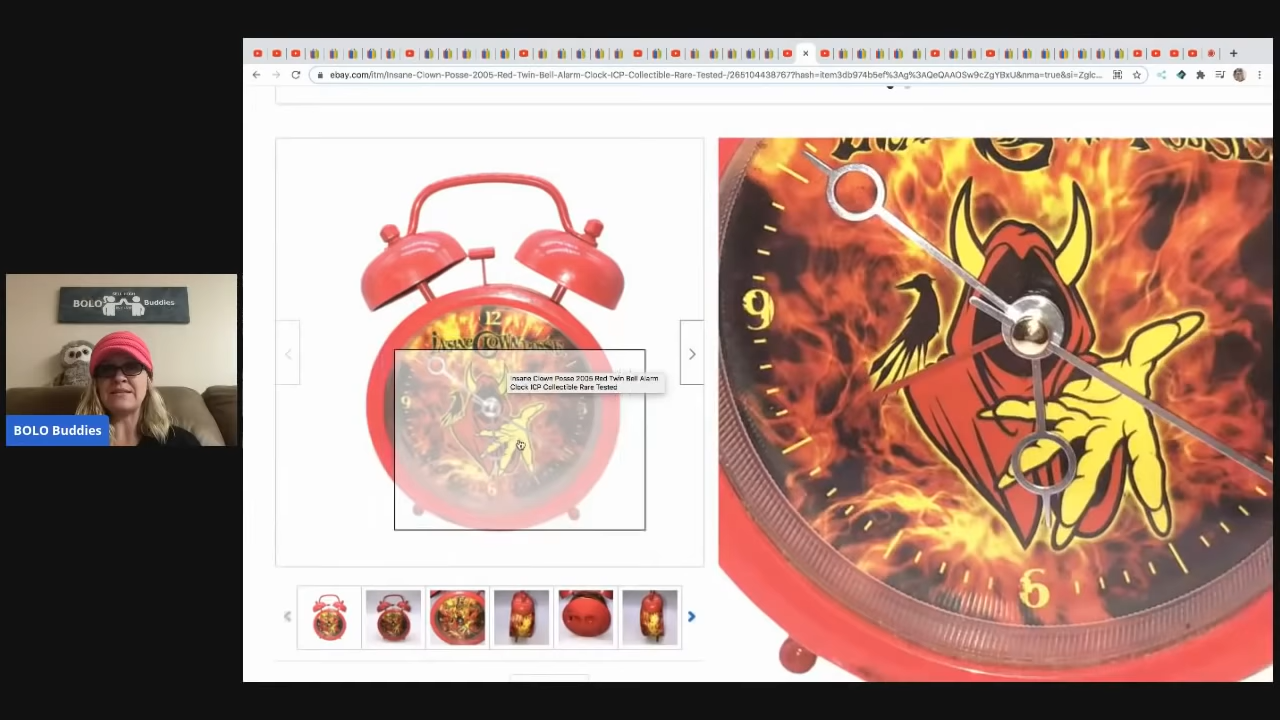 ebay.com/itm/Insane-Clown-Posse-2005-Red-Twin-Bell-Alarm-Clock-ICP-Collectible-Rare-Tested-/265104438767?hash=item3db974b5ef%3Ag%3AQeQAAOSw9cZgYBxU&nma=true&si=Zglc...
BOLO Buddies
BOLO Buddies
12
9
6
Insane Clown Posse 2005 Red Twin Bell Alarm
Clock ICP Collectible Rare Tested
9
6